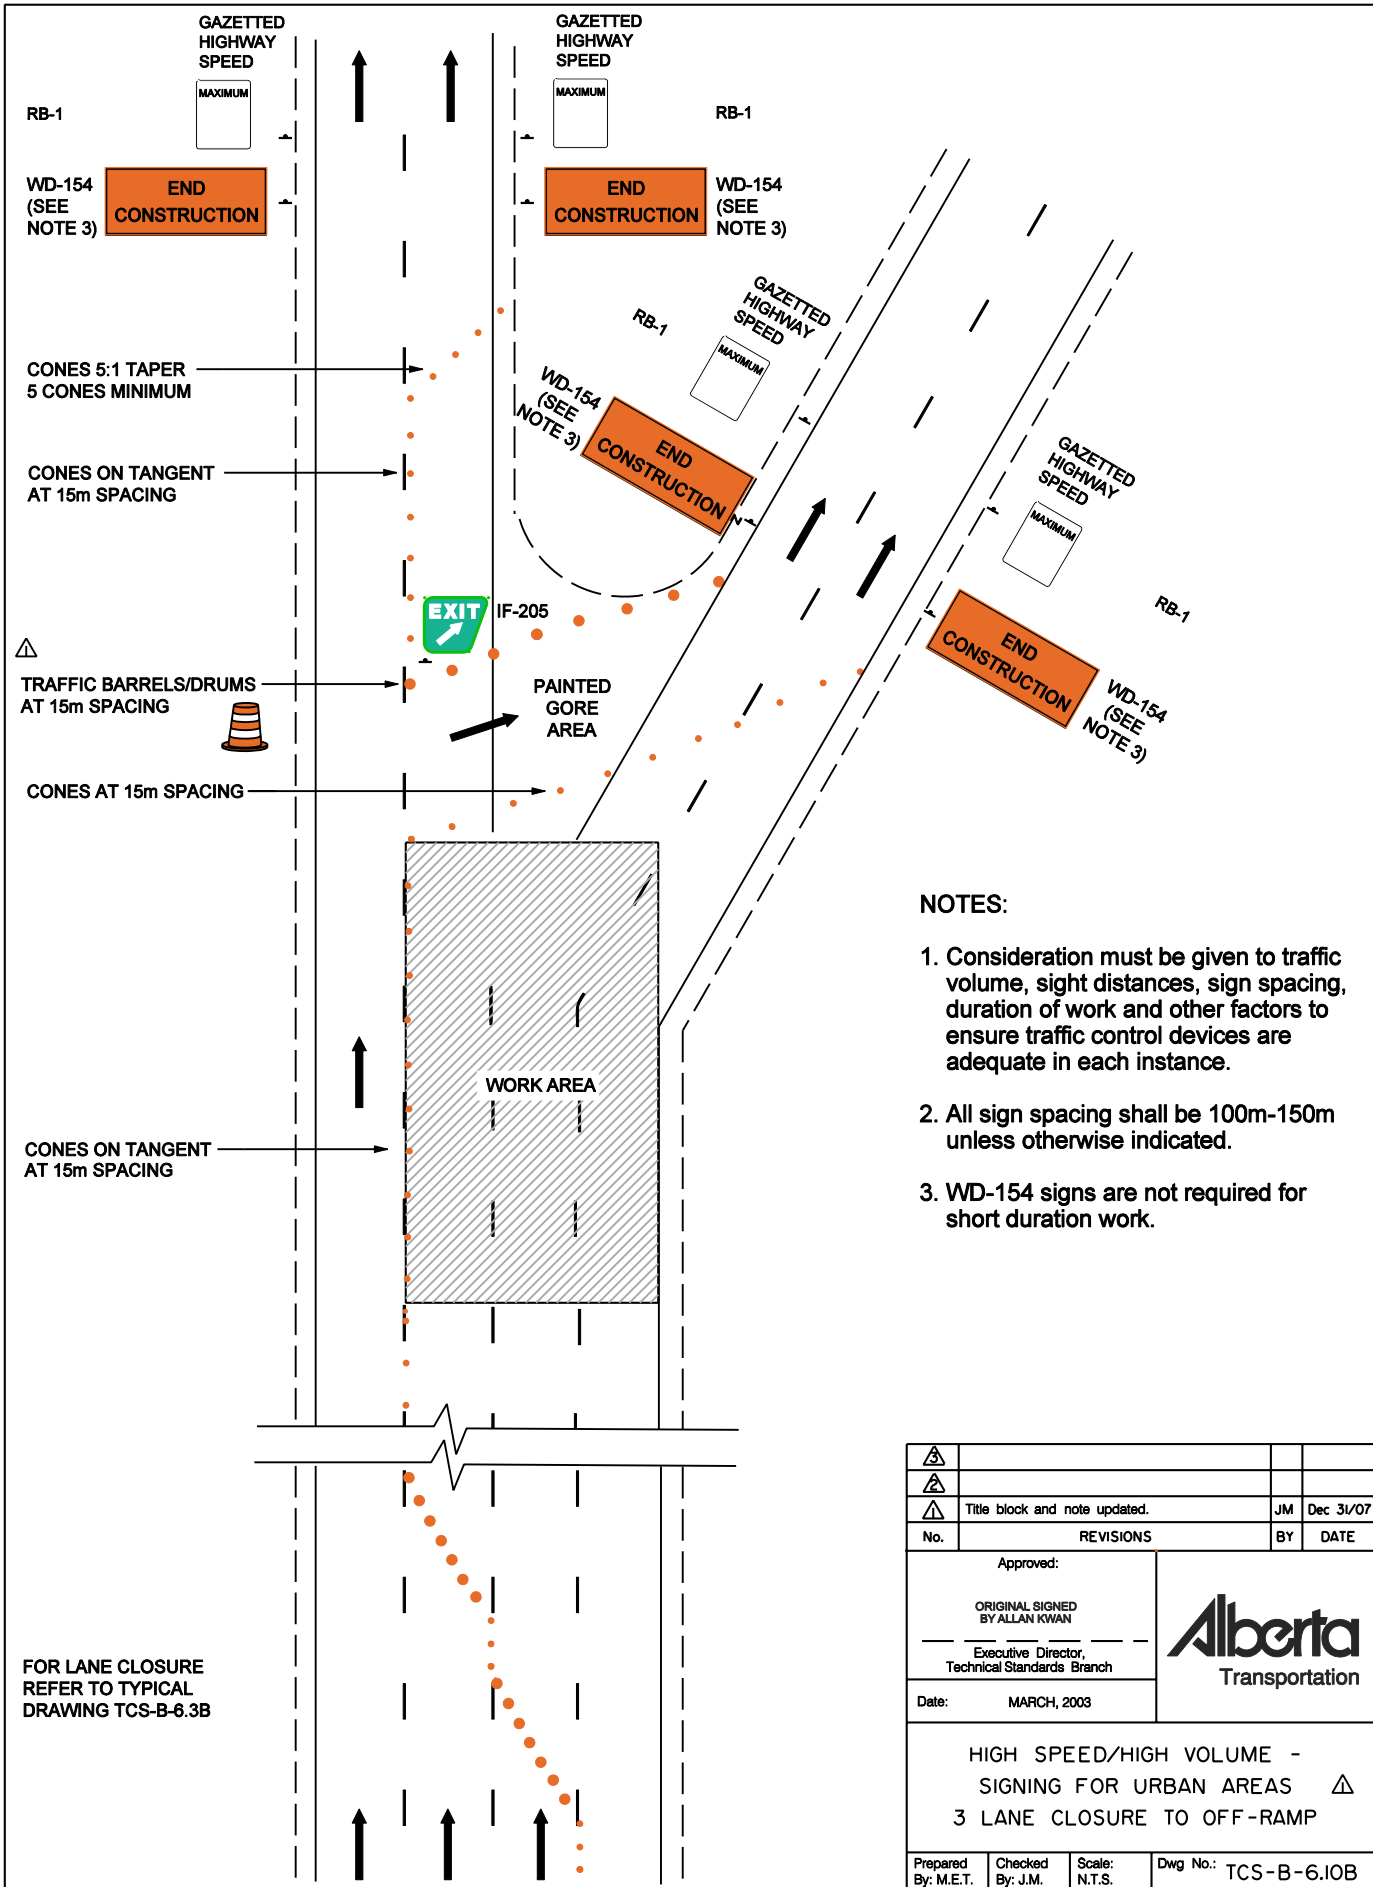 GAZETTED
HIGHWAY
SPEED
MAXIMUM
RB-1
GAZETTED
HIGHWAY
SPEED
MAXIMUM
RB-1
WD-154
(SEE
NOTE 3)
END
CONSTRUCTION
END
CONSTRUCTION
WD-154
(SEE
NOTE 3)
GAZETTED
HIGHWAY
SPEED
RB-1
MAXIMUM
CONES 5:1 TAPER
5 CONES MINIMUM
WD-154
(SEE
NOTE 3)
END
CONSTRUCTION
GAZETTED
HIGHWAY
SPEED
MAXIMUM
CONES ON TANGENT
AT 15m SPACING
EXIT
IF-205
RB-1
END
CONSTRUCTION
WD-154
(SEE
NOTE 3)
1
TRAFFIC BARRELS/DRUMS
AT 15m SPACING
PAINTED
GORE
AREA
CONES AT 15m SPACING
NOTES:
1. Consideration must be given to traffic
volume, sight distances, sign spacing,
duration of work and other factors to
ensure traffic control devices are
adequate in each instance.
2. All sign spacing shall be 100m-150m
unless otherwise indicated.
3. WD-154 signs are not required for
short duration work.
WORK AREA
CONES ON TANGENT
AT 15m SPACING
FOR LANE CLOSURE
REFER TO TYPICAL
DRAWING TCS-B-6.3B
3
2
1 Title block and note updated. JM Dec 31/07
No. REVISIONS BY DATE
Approved:
ORIGINAL SIGNED
BY ALLAN KWAN
Executive Director,
Technical Standards Branch
Date: MARCH, 2003
Alberta
Transportation
HIGH SPEED/HIGH VOLUME -
SIGNING FOR URBAN AREAS 1
3 LANE CLOSURE TO OFF-RAMP
Prepared
By: M.E.T.
Checked
By: J.M.
Scale:
N.T.S.
Dwg No.: TCS-B-6.10B